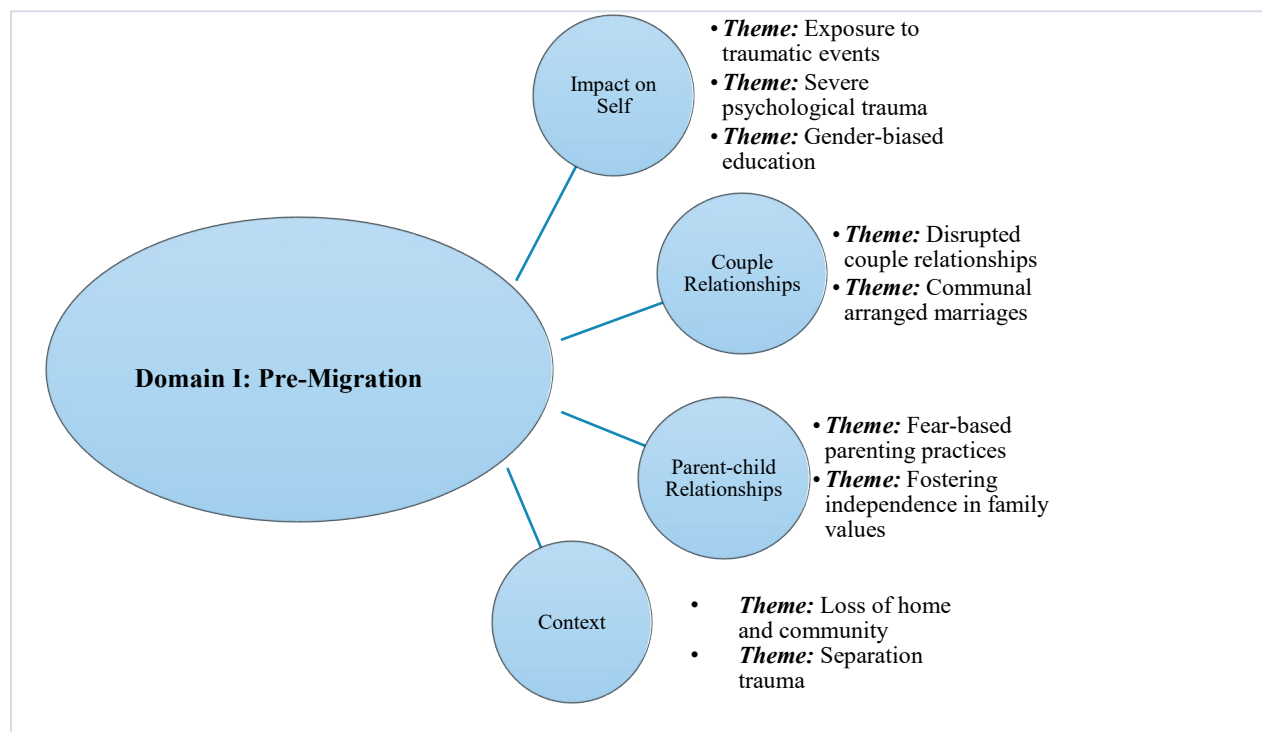 Domain I: Pre-Migration
Impact on
Self
• Theme: Exposure to
traumatic events
• Theme: Severe
psychological trauma
• Theme: Gender-biased
education
Couple
Relationships
• Theme: Disrupted
couple relationships
• Theme: Communal
arranged marriages
Parent-child
Relationships
• Theme: Fear-based
parenting practices
• Theme: Fostering
independence in family
values
Context
• Theme: Loss of home
and community
• Theme: Separation
trauma